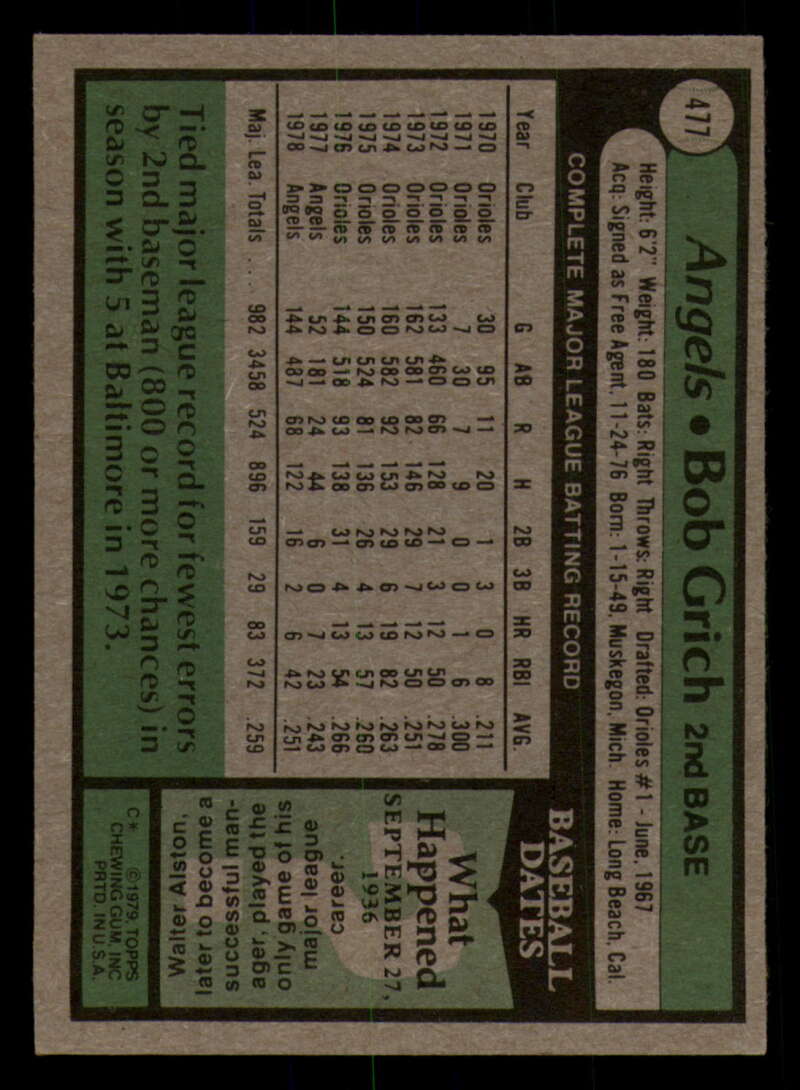 477
Angels • Bob Grich 2nd BASE
Height: 6'2" Weight: 180 Bats: Right Throws: Right Drafted: Orioles #1 - June, 1967
Acq: Signed as Free Agent, 11-24-76 Born: 1-15-49, Muskegon, Mich. Home: Long Beach, Cal.
COMPLETE MAJOR LEAGUE BATTING RECORD
Year Club G AB R H 2B 3B HR RBI AVG.
1970 Orioles 30 95 11 20 1 3 0 8 .211
1971 Orioles 7 30 7 9 0 0 1 6 .300
1972 Orioles 133 460 66 128 21 3 12 50 .278
1973 Orioles 162 581 82 146 29 7 12 50 .251
1974 Orioles 160 582 92 153 29 6 19 82 .263
1975 Orioles 150 524 81 136 26 4 13 57 .260
1976 Orioles 144 518 93 138 31 4 13 54 .266
1977 Angels 52 181 24 44 6 0 7 23 .243
1978 Angels 144 487 68 122 16 2 6 42 .251
Maj. Lea. Totals . . . . 982 3458 524 896 159 29 83 372 .259
Tied major league record for fewest errors
by 2nd baseman (800 or more chances) in
season with 5 at Baltimore in 1973.
BASEBALL
DATES
What
Happened
SEPTEMBER 27,
1936
Walter Alston,
later to become a
successful man-
ager, played the
only game of his
major league
career.
C* ©1979, TOPPS
CHEWING GUM, INC
PRTD. IN U.S.A.